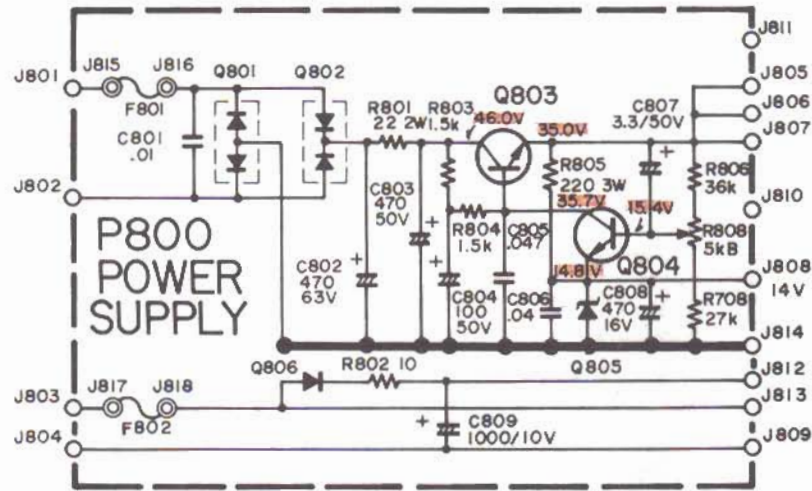 J811
J801
J815
J816
Q801
Q802
J805
F801
Q803
C807
3.3/50V
J806
R801
22 2W
R803
1.5k
46.0V
35.0V
J807
C801
.01
R805
220 3W
R806
36k
J802
C803
470
50V
35.7V
15.4V
J810
P800
POWER
SUPPLY
R804
1.5k
C805
.047
R808
5kB
Q804
C802
470
63V
14.8V
J808
14V
C804
100
50V
C806
.04
C808
470
16V
R708
27k
J814
Q806
R802 10
Q805
J812
J817
J818
J803
J813
F802
C809
1000/10V
J804
J809